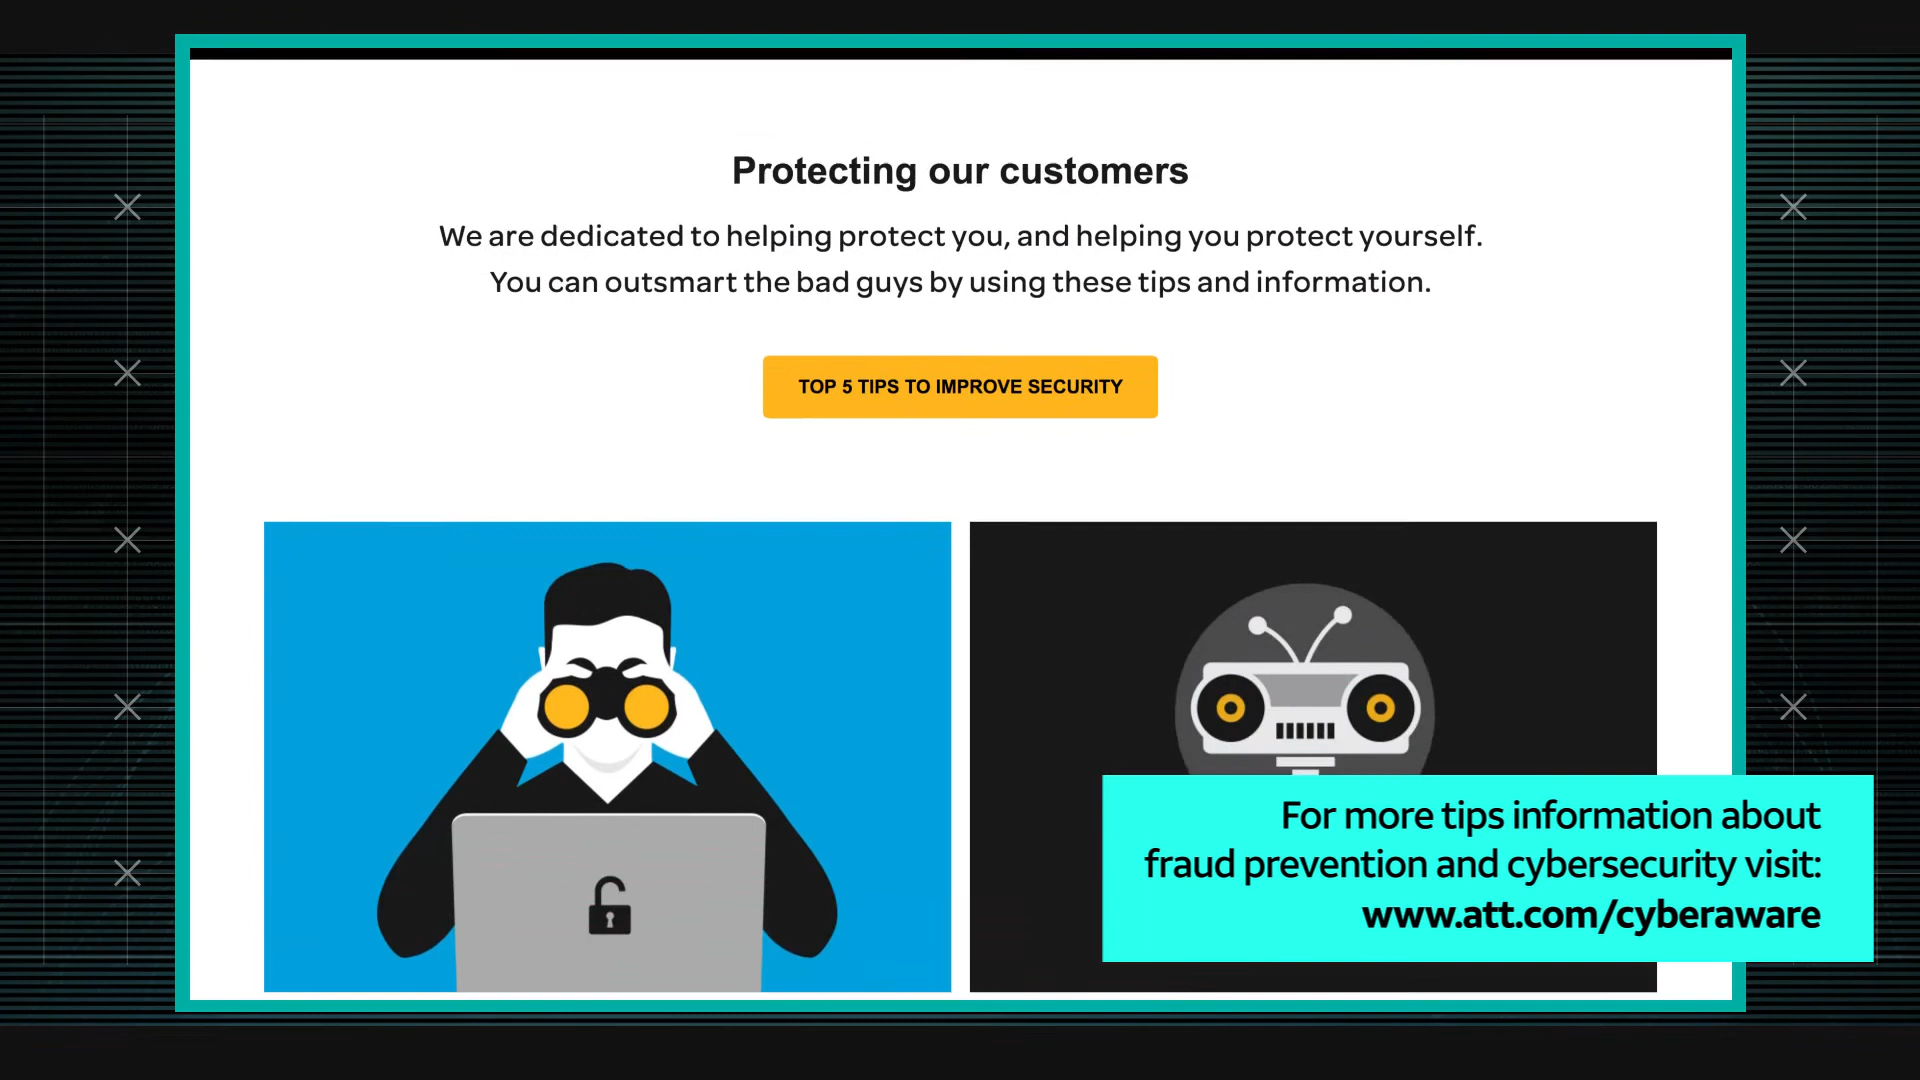 Protecting our customers
We are dedicated to helping protect you, and helping you protect yourself.
You can outsmart the bad guys by using these tips and information.
TOP 5 TIPS TO IMPROVE SECURITY
For more tips information about
fraud prevention and cybersecurity visit:
www.att.com/cyberaware